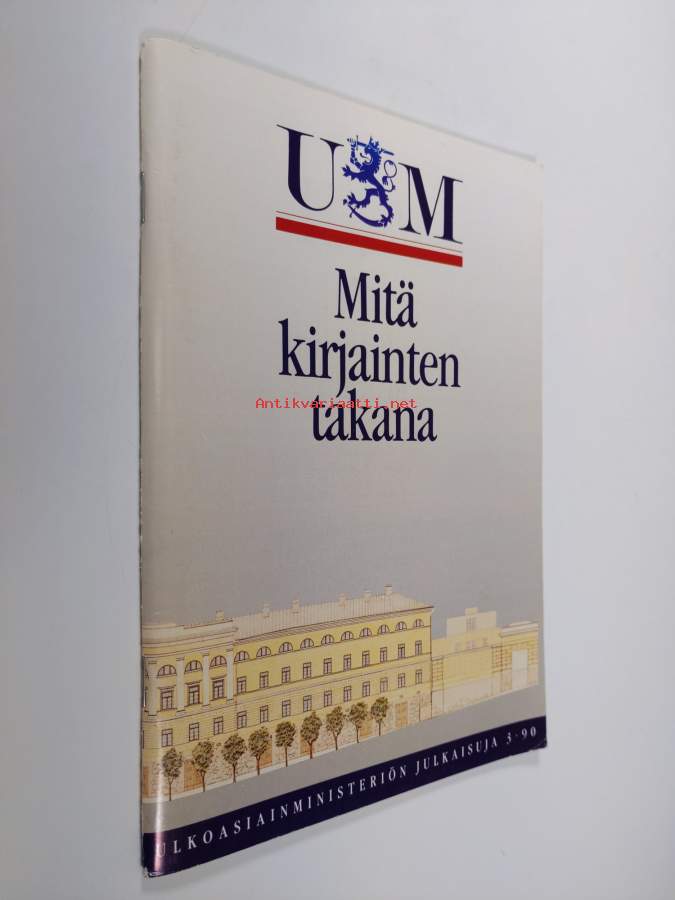 UM
Mitä
kirjainten
Antikvariaatti.net
takana
ULKOASIAINMINISTERIÖN JULKAISUJA 3·90